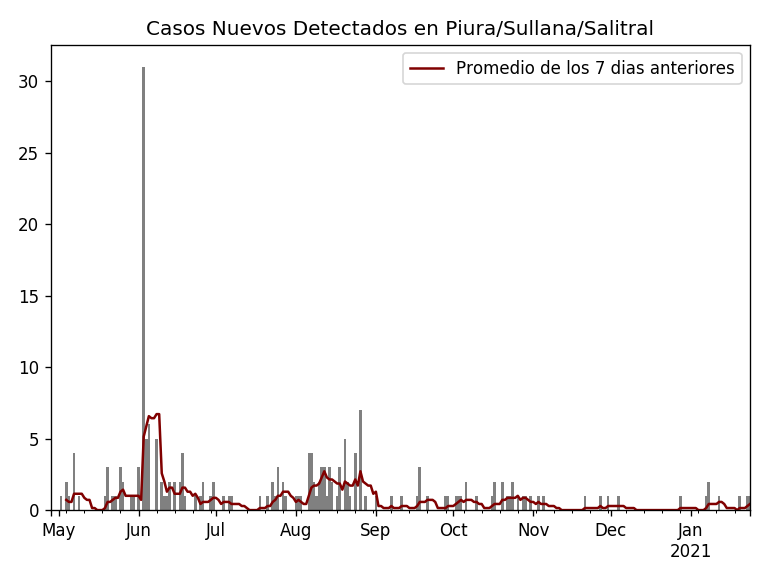 Casos Nuevos Detectados en Piura/Sullana/Salitral
Promedio de los 7 dias anteriores
30
25
20
15
10
5
0
May Jun Jul Aug Sep Oct Nov Dec Jan
2021